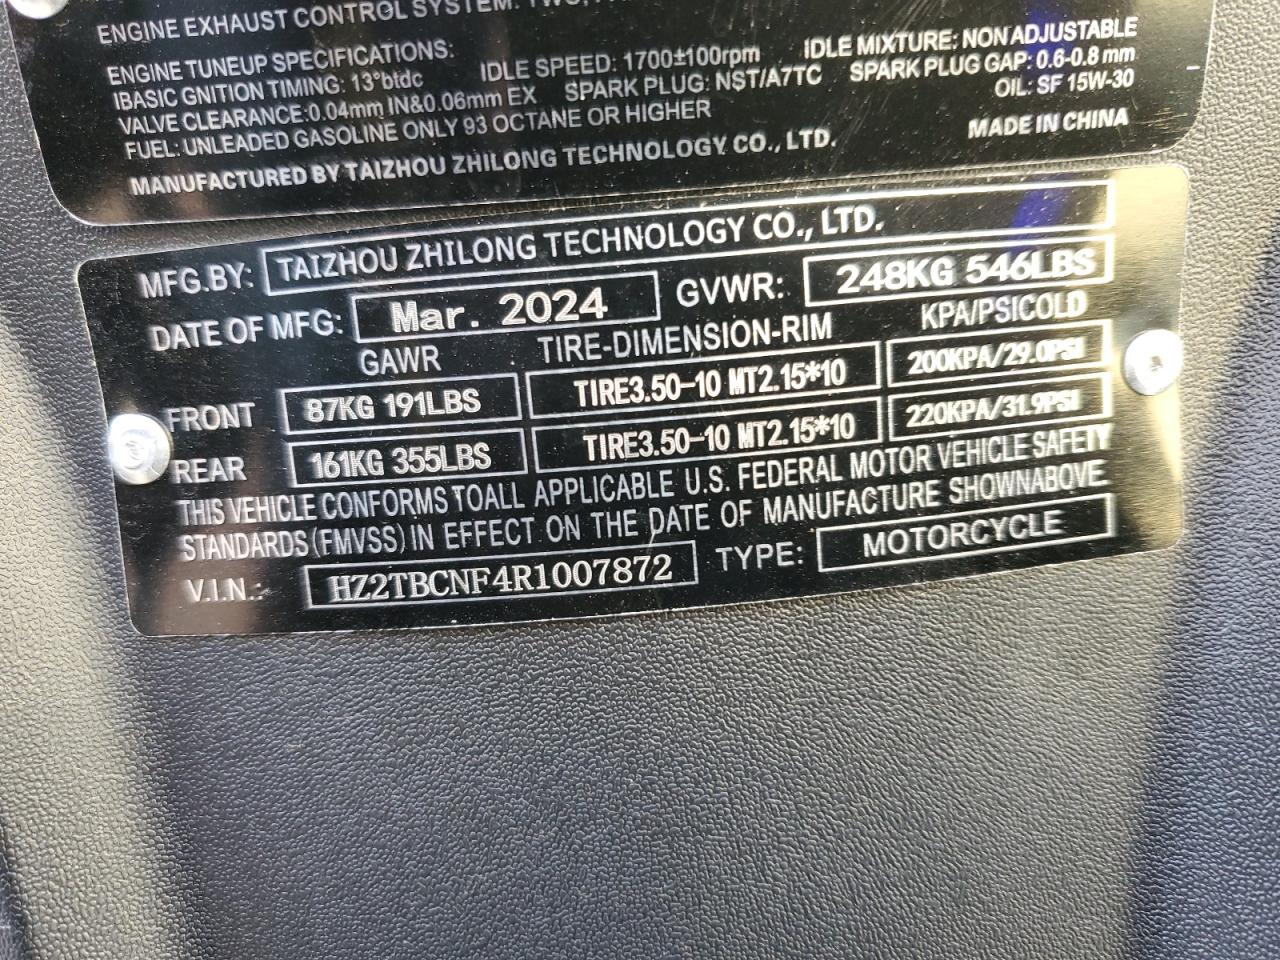 ENGINE EXHAUST CONTROL SYSTEM:
ENGINE TUNEUP SPECIFICATIONS: IDLE SPEED: 1700±100rpm IDLE MIXTURE: NON ADJUSTABLE
IBASIC GNITION TIMING: 13°btdc SPARK PLUG: NST/A7TC SPARK PLUG GAP: 0.6-0.8 mm
VALVE CLEARANCE:0.04mm IN&0.06mm EX OIL: SF 15W-30
FUEL: UNLEADED GASOLINE ONLY 93 OCTANE OR HIGHER
MANUFACTURED BY TAIZHOU ZHILONG TECHNOLOGY CO., LTD. MADE IN CHINA
MFG.BY: TAIZHOU ZHILONG TECHNOLOGY CO., LTD.
DATE OF MFG: Mar. 2024 GVWR: 248KG 546LBS
GAWR TIRE-DIMENSION-RIM KPA/PSICOLD
FRONT 87KG 191LBS TIRE3.50-10 MT2.15*10 200KPA/29.0PSI
REAR 161KG 355LBS TIRE3.50-10 MT2.15*10 220KPA/31.9PSI
THIS VEHICLE CONFORMS TOALL APPLICABLE U.S. FEDERAL MOTOR VEHICLE SAFETY
STANDARDS (FMVSS) IN EFFECT ON THE DATE OF MANUFACTURE SHOWNABOVE
V.I.N.: HZ2TBCNF4R1007872 TYPE: MOTORCYCLE